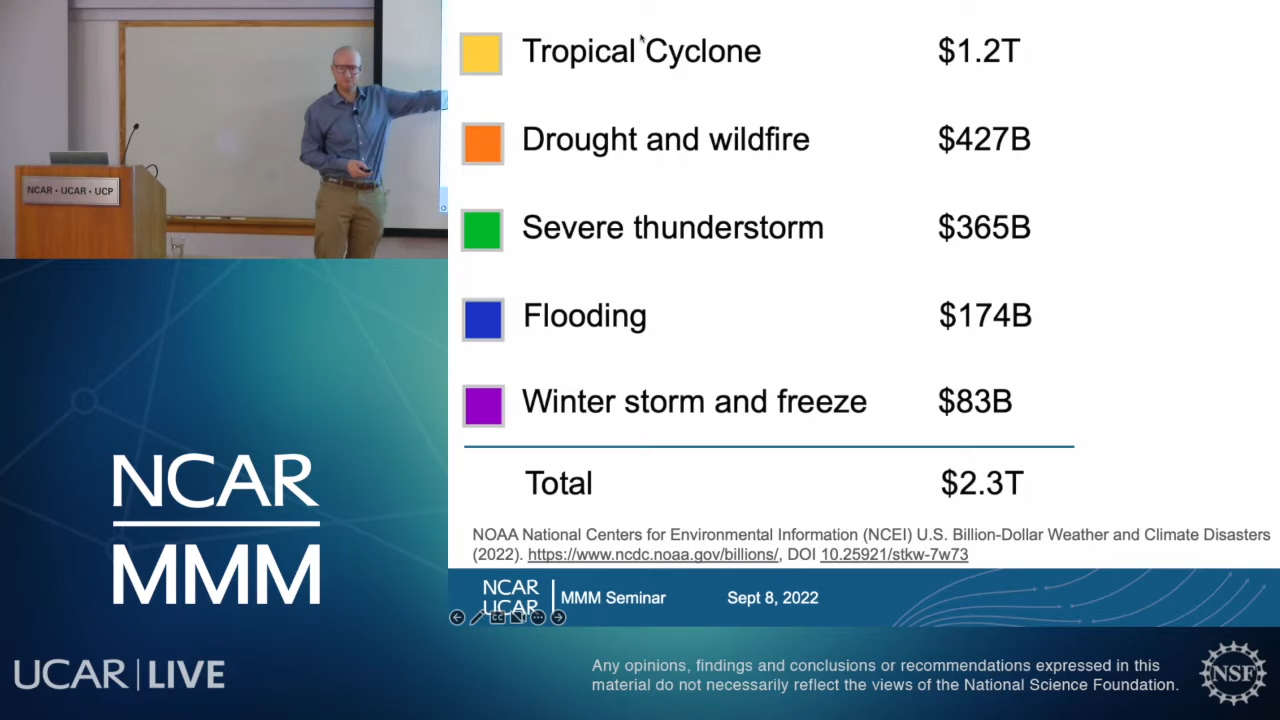 NCAR • UCAR • UCP
Tropical Cyclone $1.2T
Drought and wildfire $427B
Severe thunderstorm $365B
Flooding $174B
Winter storm and freeze $83B
Total $2.3T
NOAA National Centers for Environmental Information (NCEI) U.S. Billion-Dollar Weather and Climate Disasters
(2022). https://www.ncdc.noaa.gov/billions/, DOI 10.25921/stkw-7w73
NCAR
UCAR
MMM Seminar Sept 8, 2022
NCAR
MMM
UCAR | LIVE
Any opinions, findings and conclusions or recommendations expressed in this
material do not necessarily reflect the views of the National Science Foundation.
NSF